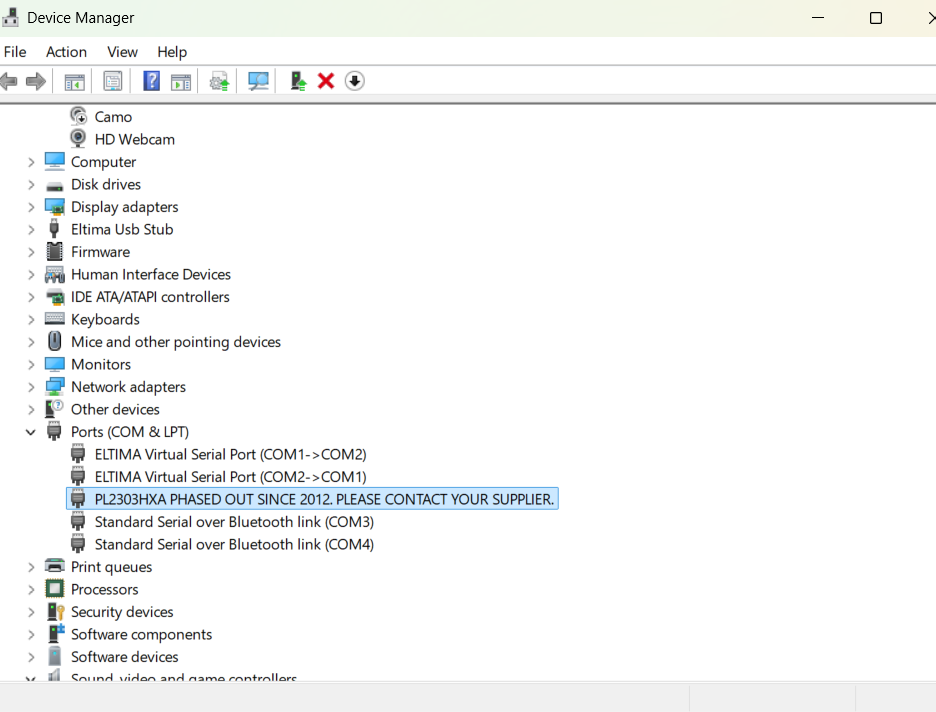 Device Manager
File Action View Help
Camo
HD Webcam
Computer
Disk drives
Display adapters
Eltima Usb Stub
Firmware
Human Interface Devices
IDE ATA/ATAPI controllers
Keyboards
Mice and other pointing devices
Monitors
Network adapters
Other devices
Ports (COM & LPT)
ELTIMA Virtual Serial Port (COM1->COM2)
ELTIMA Virtual Serial Port (COM2->COM1)
PL2303HXA PHASED OUT SINCE 2012. PLEASE CONTACT YOUR SUPPLIER.
Standard Serial over Bluetooth link (COM3)
Standard Serial over Bluetooth link (COM4)
Print queues
Processors
Security devices
Software components
Software devices
Sound, video and game controllers